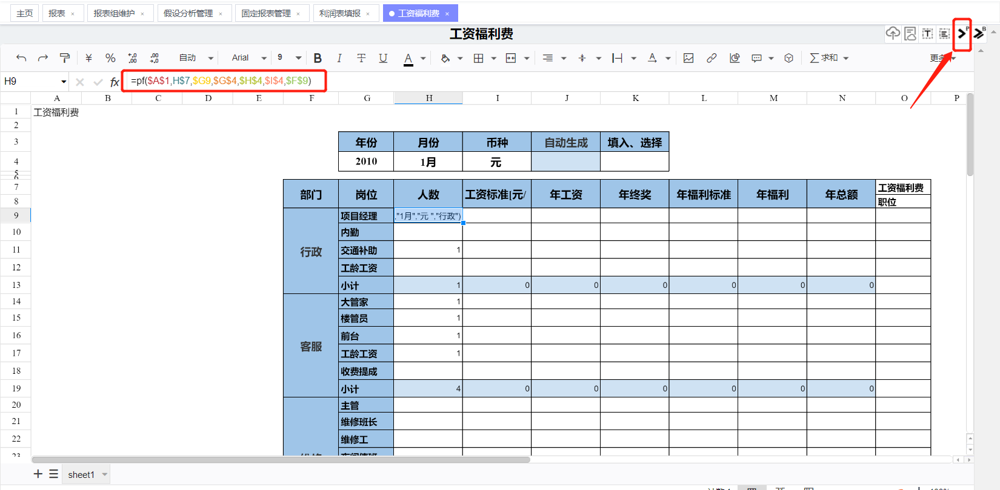 主页 报表 × 报表组维护 × 假设分析管理 × 固定报表管理 × 利润表填报 × 工资福利费 ×
工资福利费
¥ % .00 .00 自动 Arial 9 B I T U A 求和 更多
H9 fx =pf($A$1,H$7,$G9,$G$4,$H$4,$I$4,$F$9)
A B C D E F G H I J K L M N O P
1 工资福利费
2
3 年份 月份 币种 自动生成 填入、选择
4 2010 1月 元
5
6
7 部门 岗位 人数 工资标准[元/ 年工资 年终奖 年福利标准 年福利 年总额 工资福利费
8 职位
9 行政 项目经理 ,"1月","元 ","行政")
10 内勤
11 交通补助 1
12 工龄工资
13 小计 1 0 0 0 0 0 0
14 客服 大管家 1
15 楼管员 1
16 前台 1
17 工龄工资 1
18 收费提成
19 小计 4 0 0 0 0 0 0
20 主管
21 维修班长
22 维修工
23
sheet1